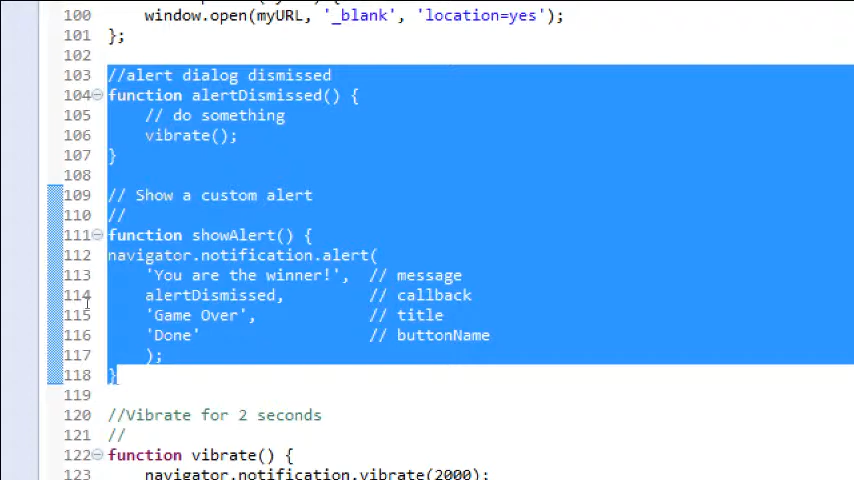 100 window.open(myURL, '_blank', 'location=yes');
101 };
102
103 //alert dialog dismissed
104 function alertDismissed() {
105 // do something
106 vibrate();
107 }
108
109 // Show a custom alert
110 //
111 function showAlert() {
112 navigator.notification.alert(
113 'You are the winner!', // message
114 alertDismissed, // callback
115 'Game Over', // title
116 'Done' // buttonName
117 );
118 }
119
120 //Vibrate for 2 seconds
121 //
122 function vibrate() {
123 navigator.notification.vibrate(2000);